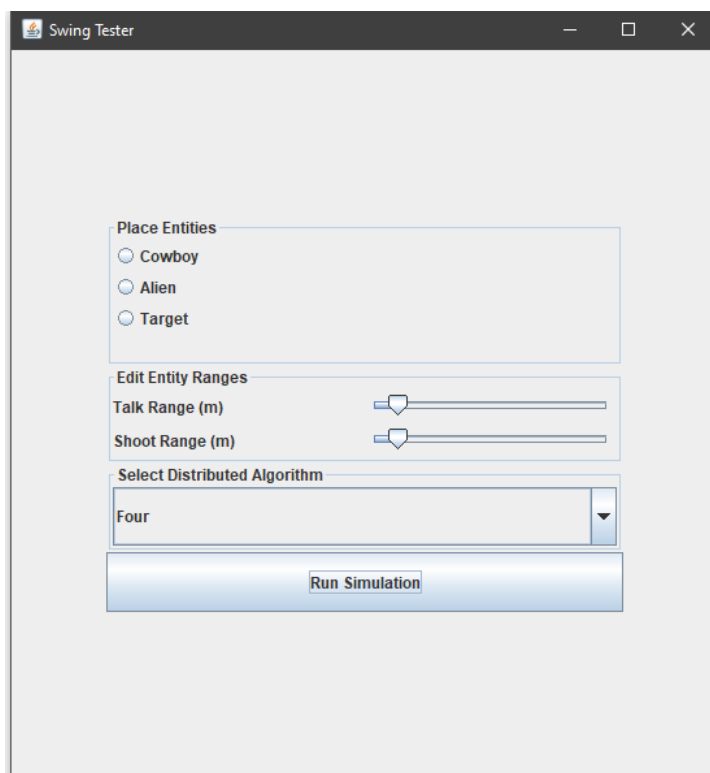 Swing Tester
Place Entities
Cowboy
Alien
Target
Edit Entity Ranges
Talk Range (m)
Shoot Range (m)
Select Distributed Algorithm
Four
Run Simulation